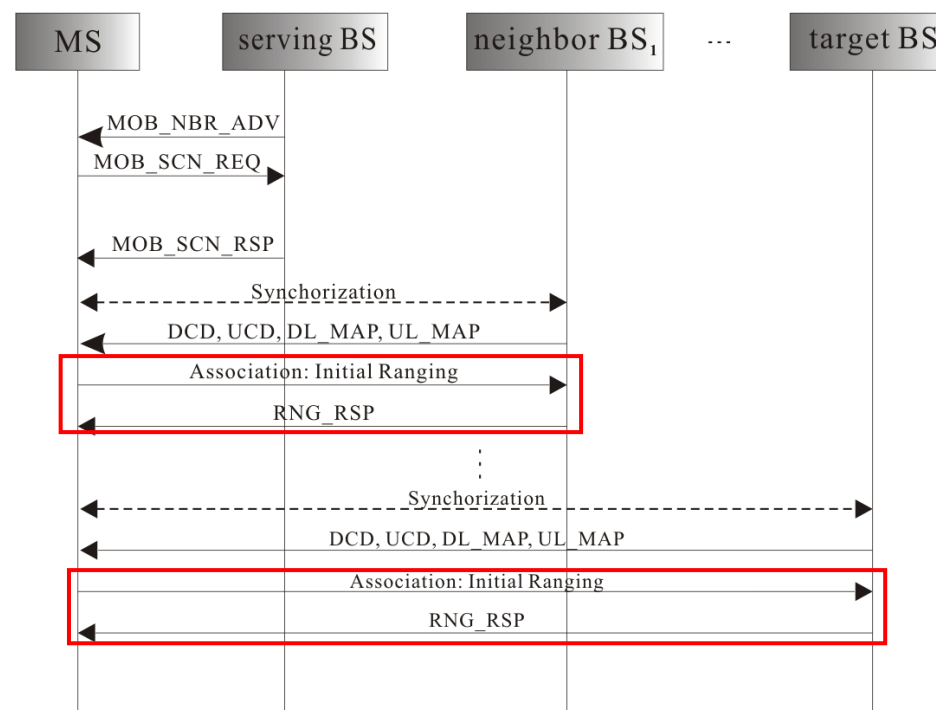 MS
serving BS
neighbor BS₁
...
target BS
MOB_NBR_ADV
MOB_SCN_REQ
MOB_SCN_RSP
Synchorization
DCD, UCD, DL_MAP, UL_MAP
Association: Initial Ranging
RNG_RSP
Synchorization
DCD, UCD, DL_MAP, UL_MAP
Association: Initial Ranging
RNG_RSP